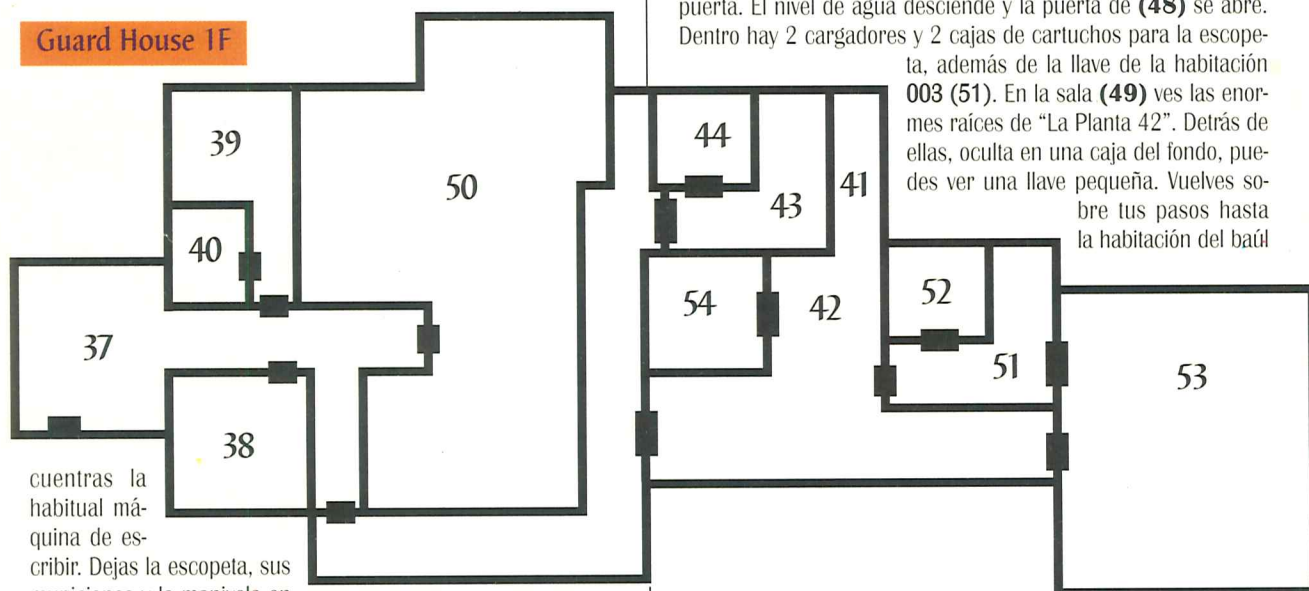 Guard House 1F
puerta. El nivel de agua desciende y la puerta de (48) se abre.
Dentro hay 2 cargadores y 2 cajas de cartuchos para la escope-
ta, además de la llave de la habitación
003 (51). En la sala (49) ves las enor-
mes raíces de “La Planta 42”. Detrás de
ellas, oculta en una caja del fondo, pue-
des ver una llave pequeña. Vuelves so-
bre tus pasos hasta
la habitación del baúl
39
44
50
41
43
40
52
54
42
37
51
53
38
cuentras la
habitual má-
quina de es-
cribir. Dejas la escopeta, sus